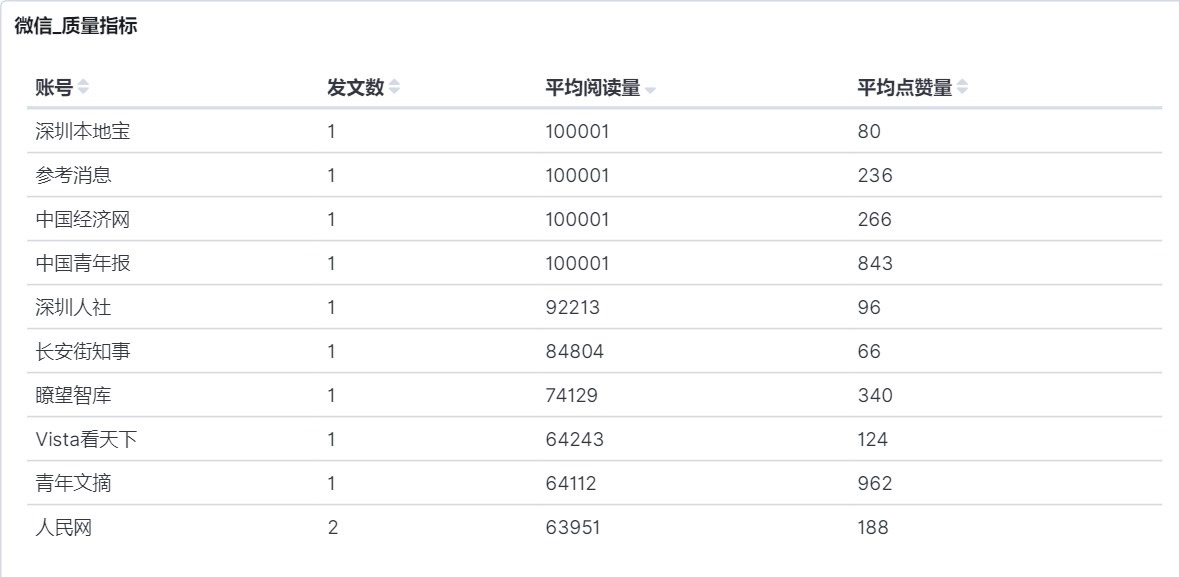 微信_质量指标
账号 发文数 平均阅读量 平均点赞量
深圳本地宝 1 100001 80
参考消息 1 100001 236
中国经济网 1 100001 266
中国青年报 1 100001 843
深圳人社 1 92213 96
长安街知事 1 84804 66
瞭望智库 1 74129 340
Vista看天下 1 64243 124
青年文摘 1 64112 962
人民网 2 63951 188